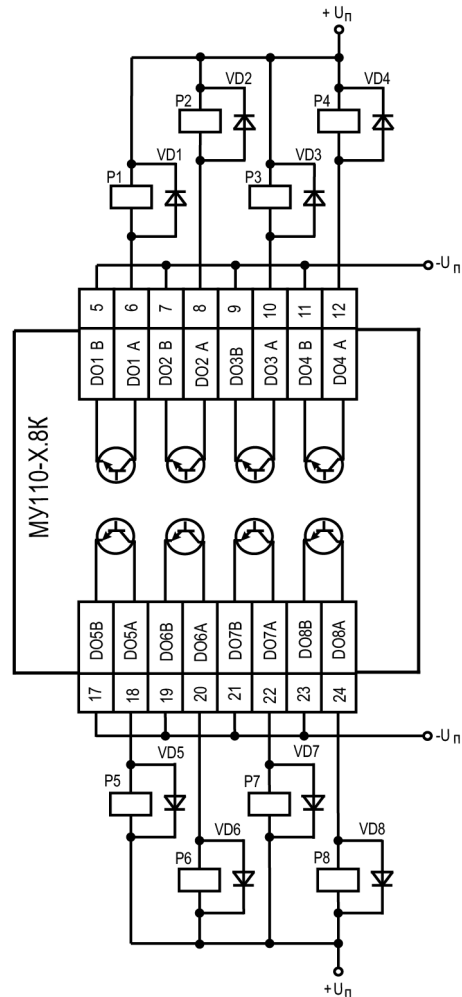 + Uп
VD2
VD4
P2
P4
VD1
VD3
P1
P3
-Uп
5 6 7 8 9 10 11 12
DO1 B DO1 A DO2 B DO2 A DO3B DO3 A DO4 B DO4 A
МУ110-Х.8К
DO5B DO5A DO6B DO6A DO7B DO7A DO8B DO8A
17 18 19 20 21 22 23 24
-Uп
VD5
VD7
P5
P7
VD6
VD8
P6
P8
+Uп